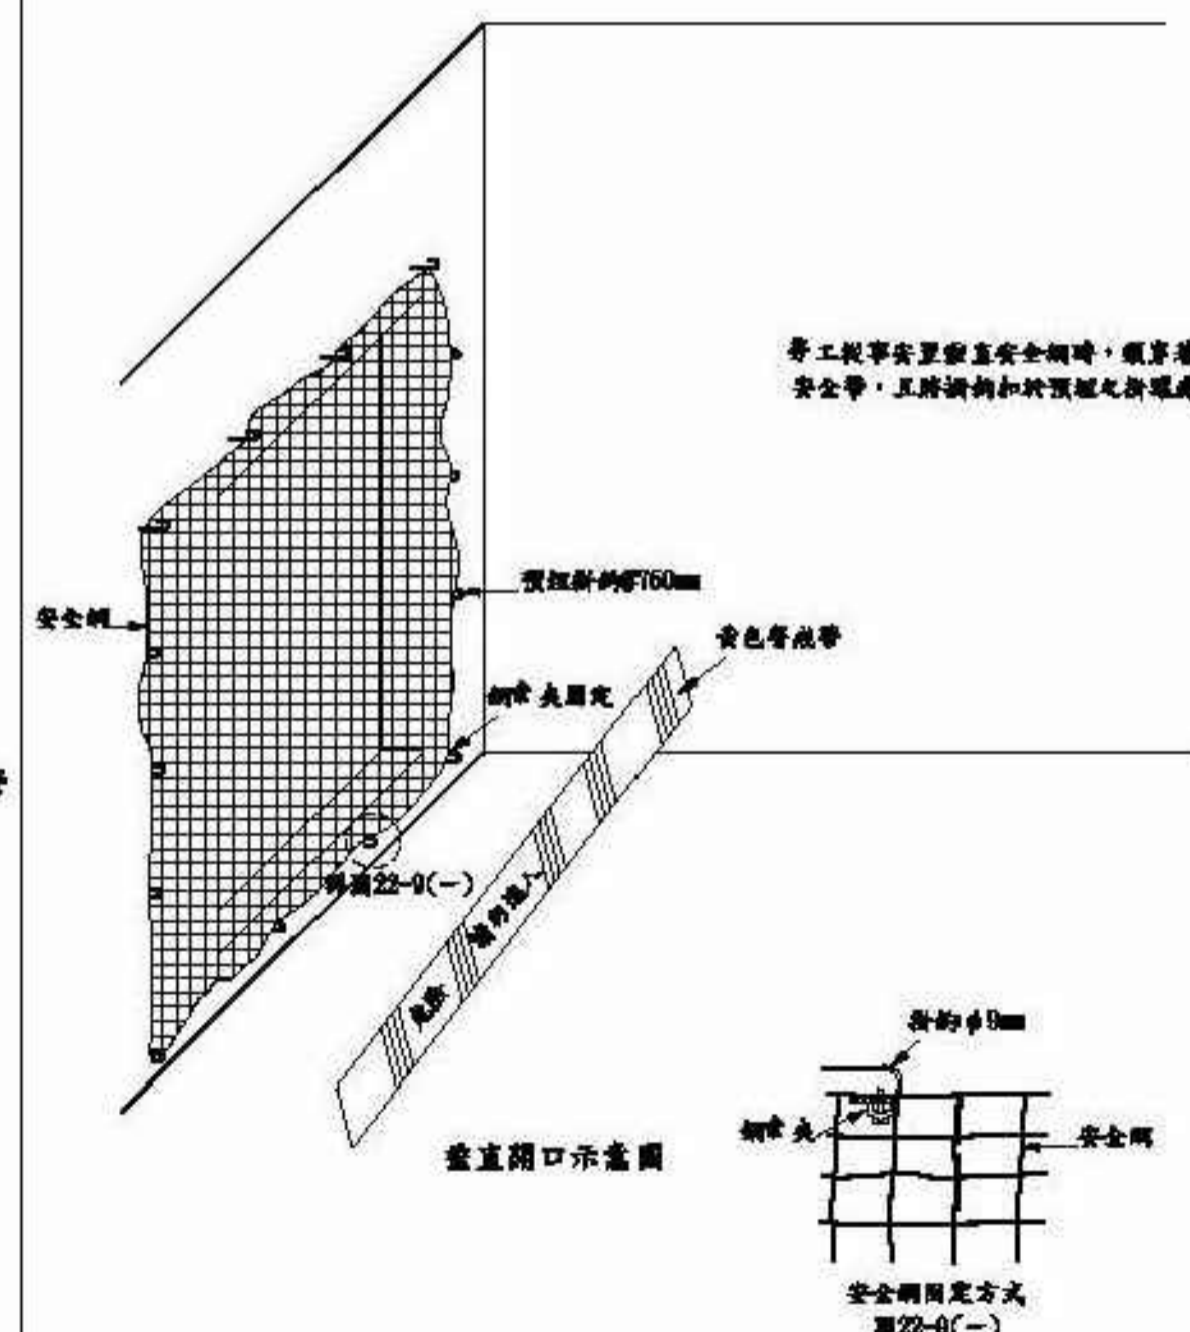 勞工從事安置垂直安全網時，須穿著
安全帶，且將掛鉤扣於預埋之掛環處
安全網
預埋掛鉤@750mm
黃色警戒帶
鋼索夾固定
詳圖22-9(一)
危險 請勿進入
垂直開口示意圖
掛鉤φ9mm
鋼索夾
安全網
安全網固定方式
圖22-9(一)